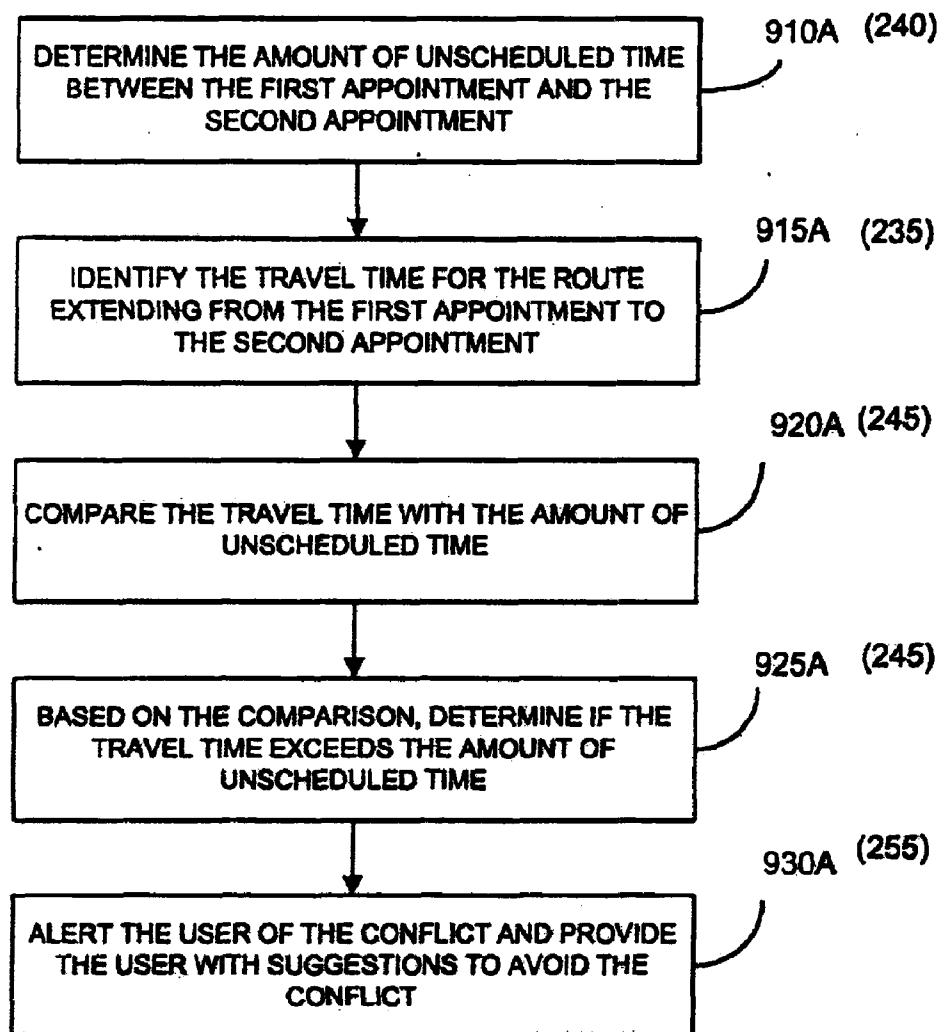 910A (240)
DETERMINE THE AMOUNT OF UNSCHEDULED TIME
BETWEEN THE FIRST APPOINTMENT AND THE
SECOND APPOINTMENT
915A (235)
IDENTIFY THE TRAVEL TIME FOR THE ROUTE
EXTENDING FROM THE FIRST APPOINTMENT TO
THE SECOND APPOINTMENT
920A (245)
COMPARE THE TRAVEL TIME WITH THE AMOUNT OF
UNSCHEDULED TIME
925A (245)
BASED ON THE COMPARISON, DETERMINE IF THE
TRAVEL TIME EXCEEDS THE AMOUNT OF
UNSCHEDULED TIME
930A (255)
ALERT THE USER OF THE CONFLICT AND PROVIDE
THE USER WITH SUGGESTIONS TO AVOID THE
CONFLICT